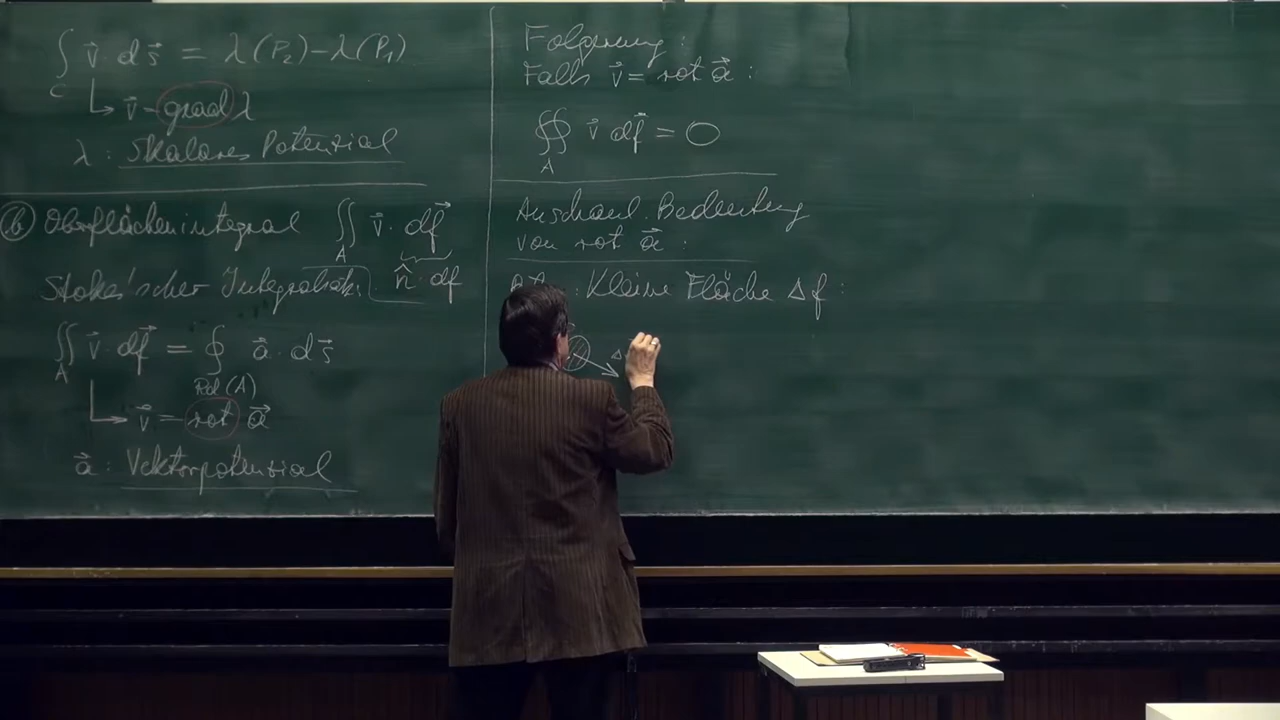 ∫ v⃗ · ds⃗ = λ(P₂) − λ(P₁)
C
↳ v⃗ = grad λ
λ : Skalares Potential
(b) Oberflächenintegral ∬ v⃗ · df⃗
A
n̂ · df
Stokes'scher Integralsatz:
∬ v⃗ · df⃗ = ∮ a⃗ · ds⃗
A Rd(A)
↳ v⃗ = rot a⃗
a⃗ : Vektorpotential
Folgerung:
Falls v⃗ = rot a⃗ :
∯ v⃗ df⃗ = 0
A
Anschaul. Bedeutung
von rot a⃗ :
: Kleine Fläche Δf :
Δ